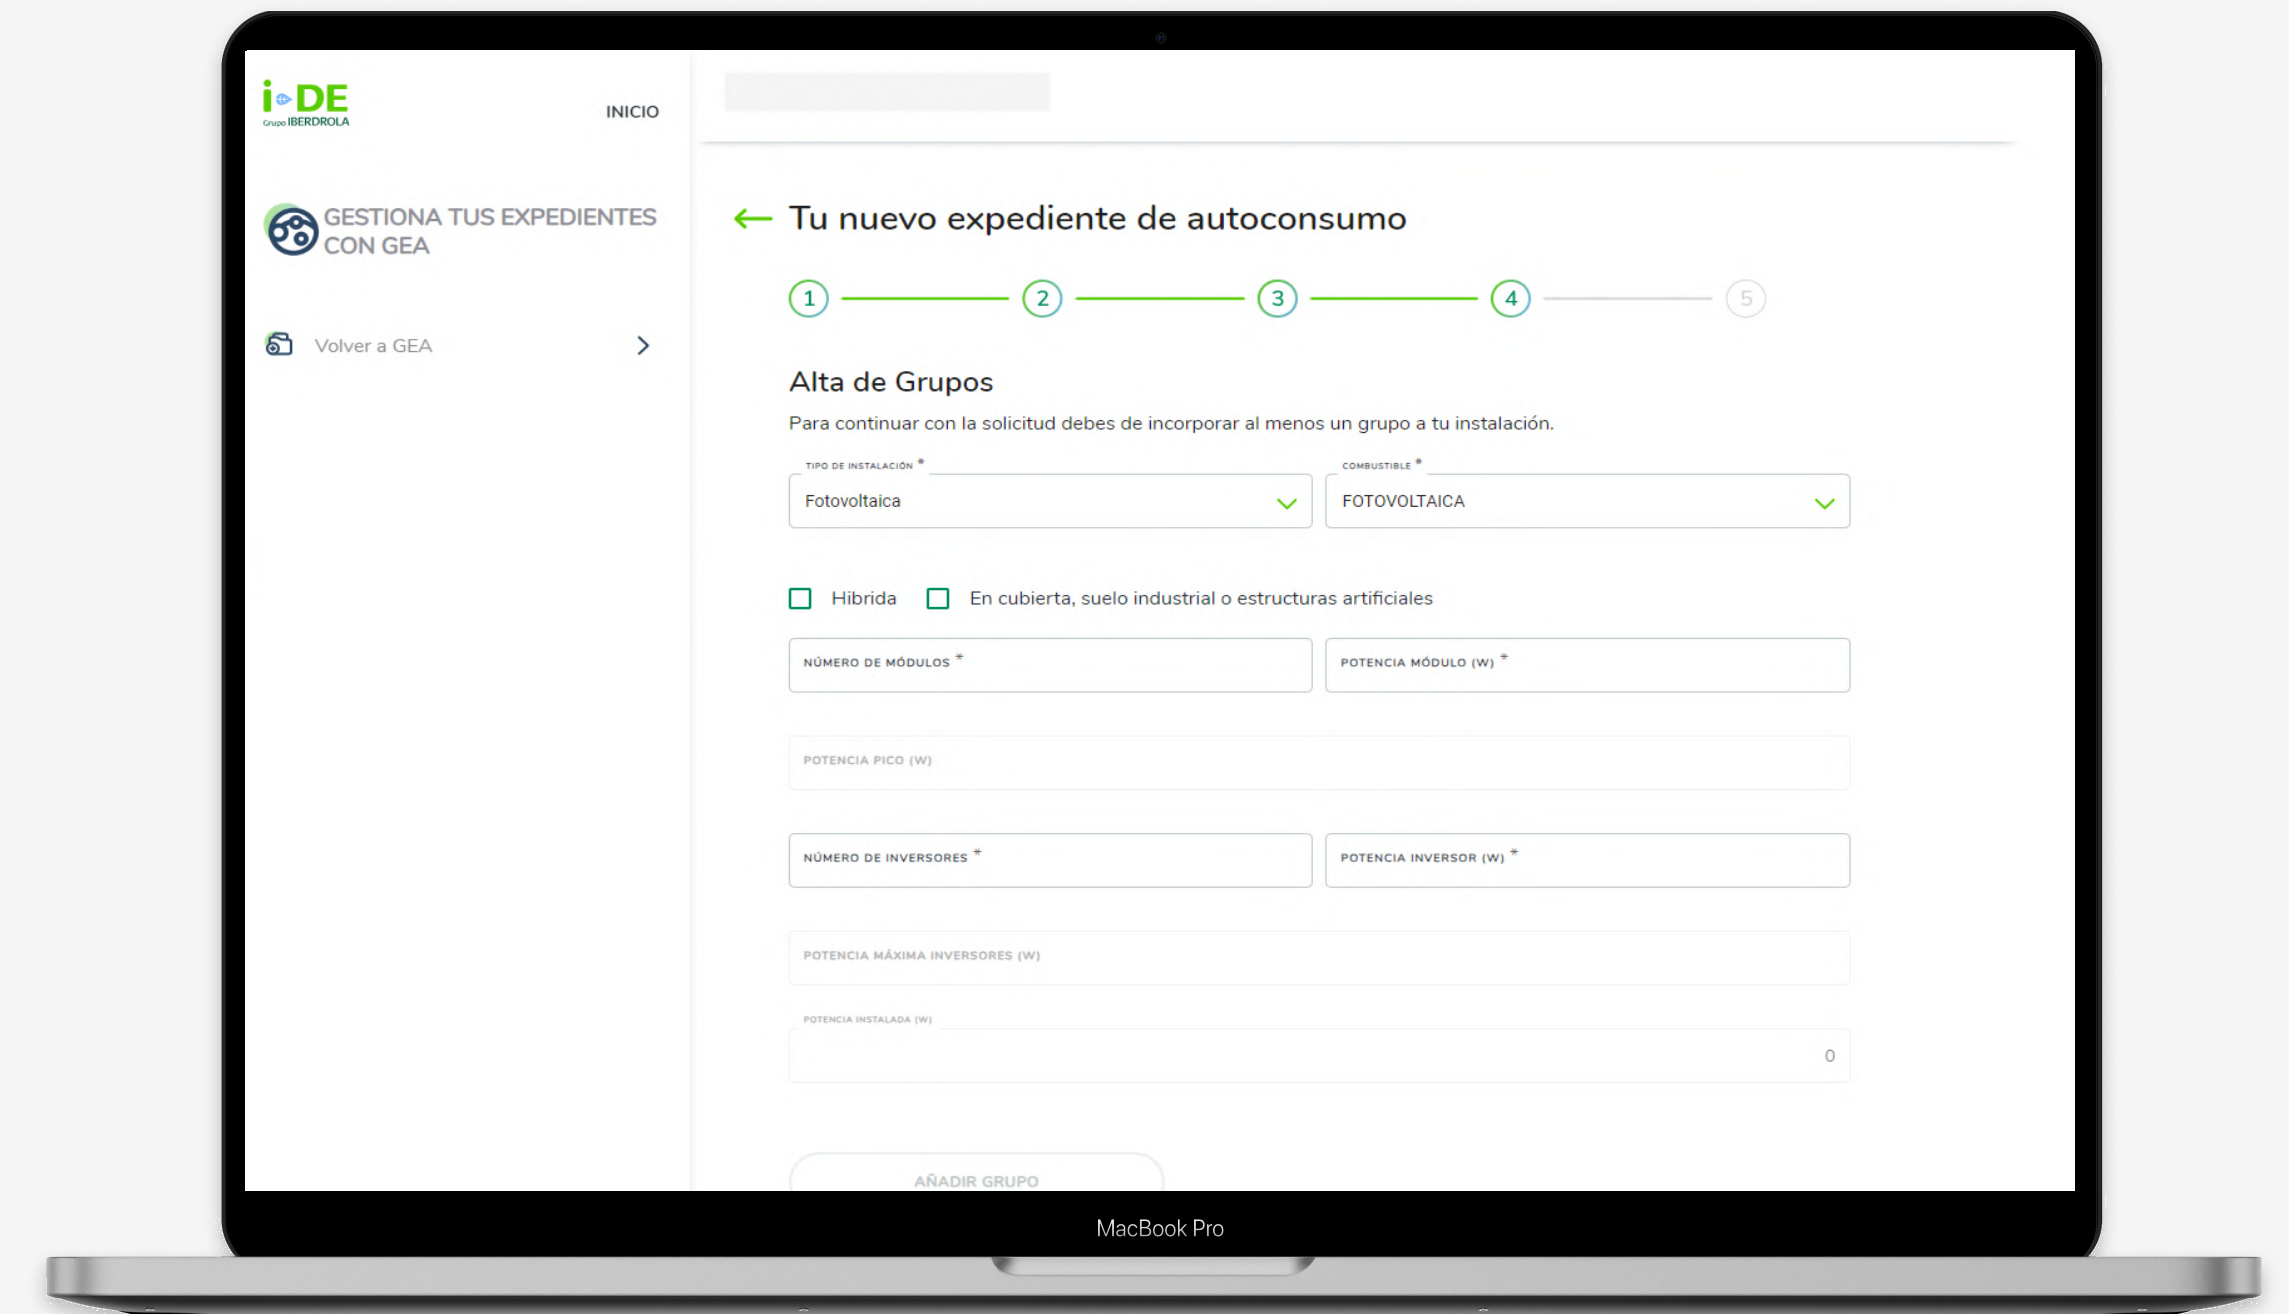 i-DE
Grupo IBERDROLA
INICIO
GESTIONA TUS EXPEDIENTES
CON GEA
Volver a GEA
Tu nuevo expediente de autoconsumo
1 2 3 4 5
Alta de Grupos
Para continuar con la solicitud debes de incorporar al menos un grupo a tu instalación.
TIPO DE INSTALACIÓN * COMBUSTIBLE *
Fotovoltaica FOTOVOLTAICA
Hibrida En cubierta, suelo industrial o estructuras artificiales
NÚMERO DE MÓDULOS * POTENCIA MÓDULO (W) *
POTENCIA PICO (W)
NÚMERO DE INVERSORES * POTENCIA INVERSOR (W) *
POTENCIA MÁXIMA INVERSORES (W)
POTENCIA INSTALADA (W)
0
AÑADIR GRUPO
MacBook Pro